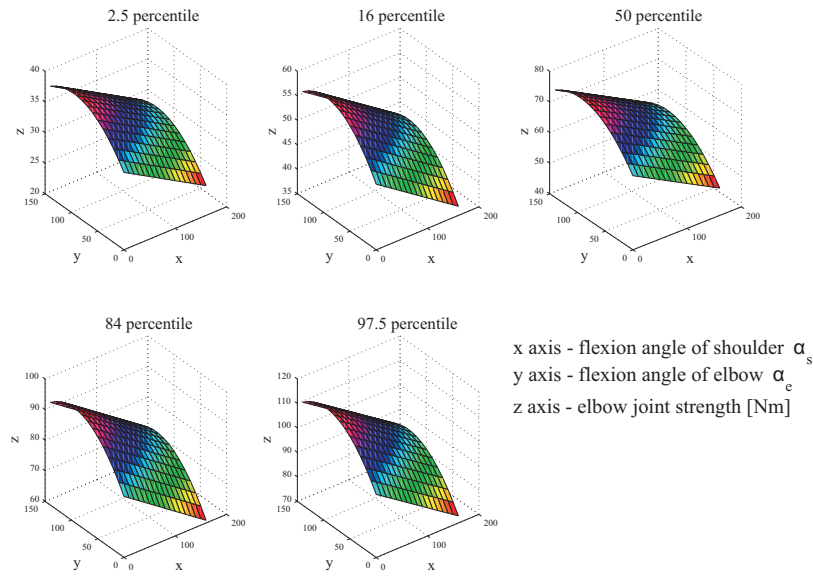 2.5 percentile
16 percentile
50 percentile
40
35
30
25
20
z
150
100
50
0
y
0
100
200
x
60
55
50
45
40
35
z
150
100
50
0
y
0
100
200
x
80
70
60
50
40
z
150
100
50
0
y
0
100
200
x
84 percentile
97.5 percentile
100
90
80
70
60
z
150
100
50
0
y
0
100
200
x
120
110
100
90
80
70
z
150
100
50
0
y
0
100
200
x
x axis - flexion angle of shoulder α_s
y axis - flexion angle of elbow α_e
z axis - elbow joint strength [Nm]